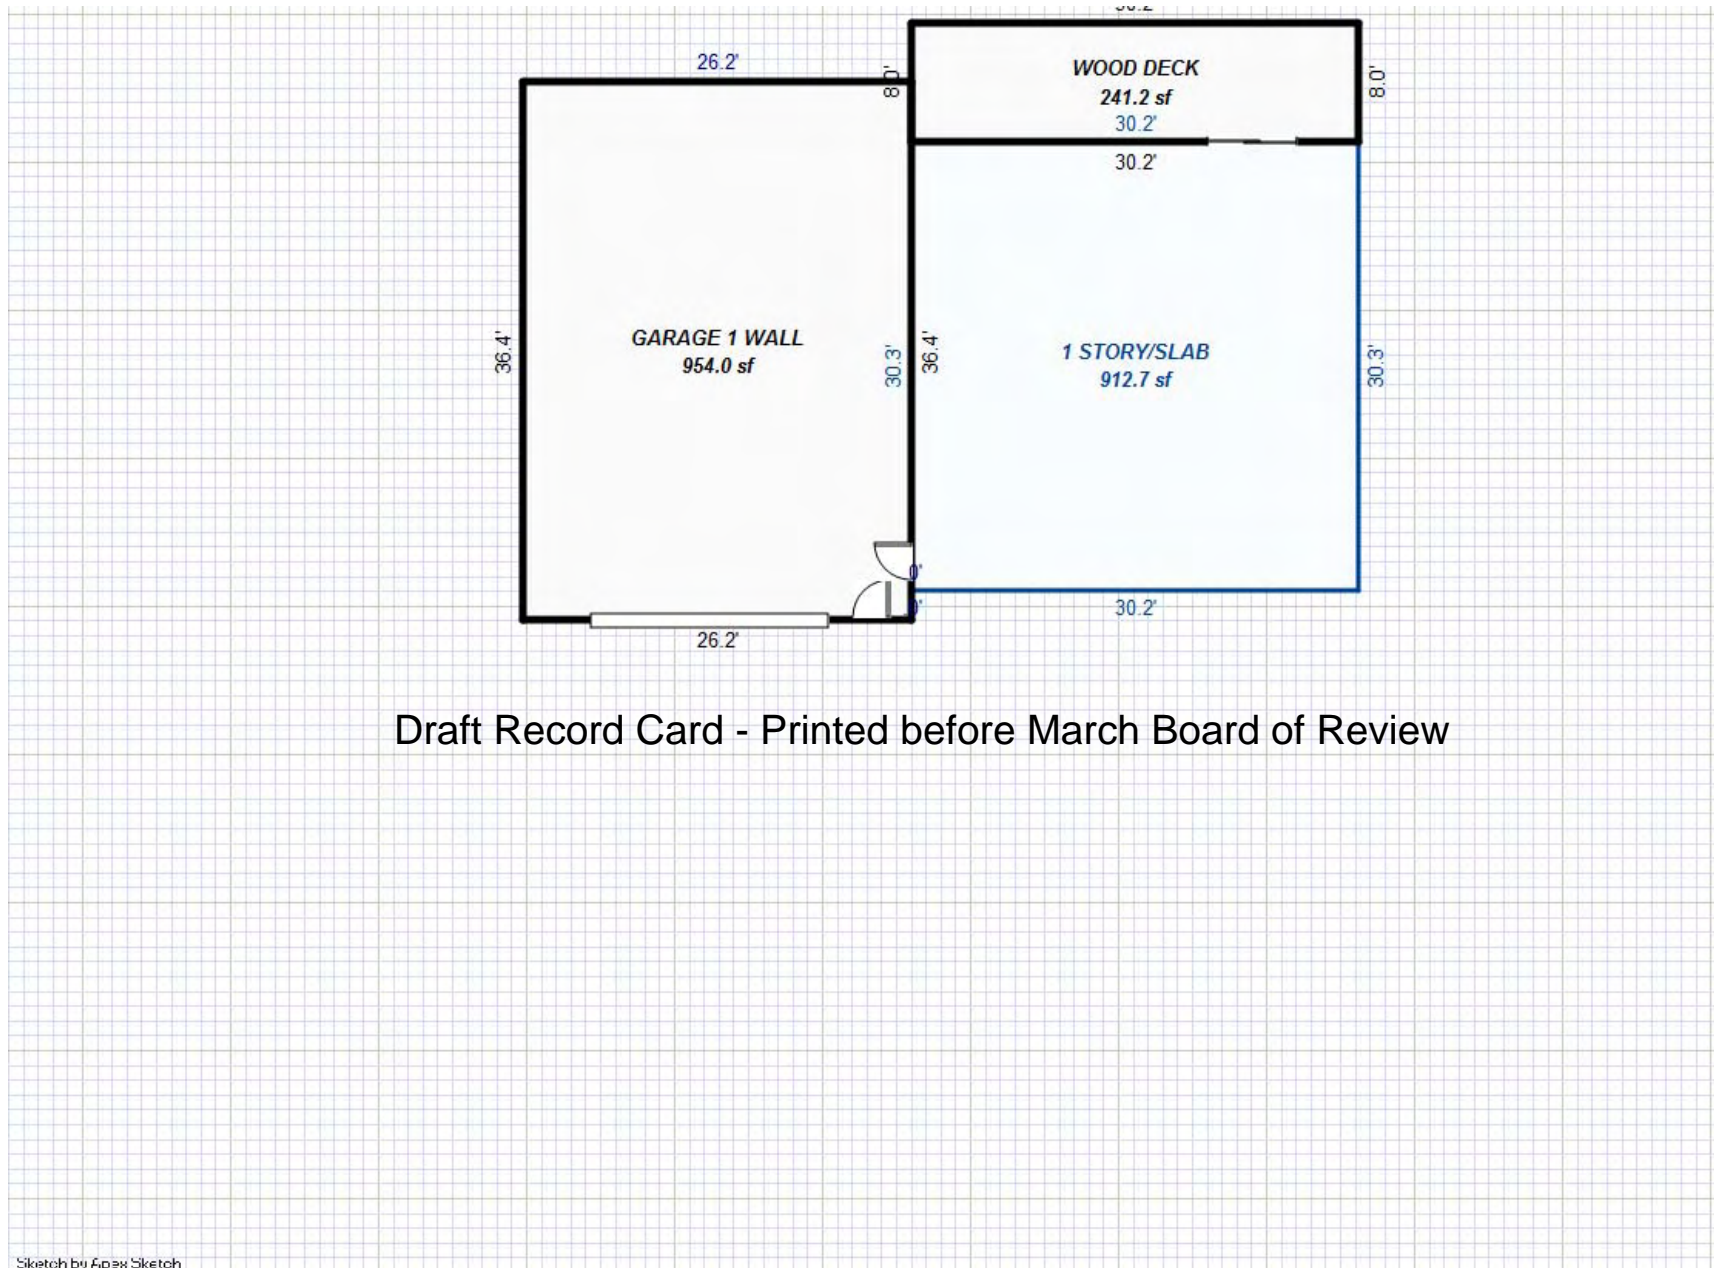 30.2'
26.2'
8.0'
WOOD DECK
241.2 sf
30.2'
8.0'
30.2'
36.4'
GARAGE 1 WALL
954.0 sf
30.3'
36.4'
1 STORY/SLAB
912.7 sf
30.3'
0'
0'
30.2'
26.2'
Draft Record Card - Printed before March Board of Review
Sketch by Apex Sketch